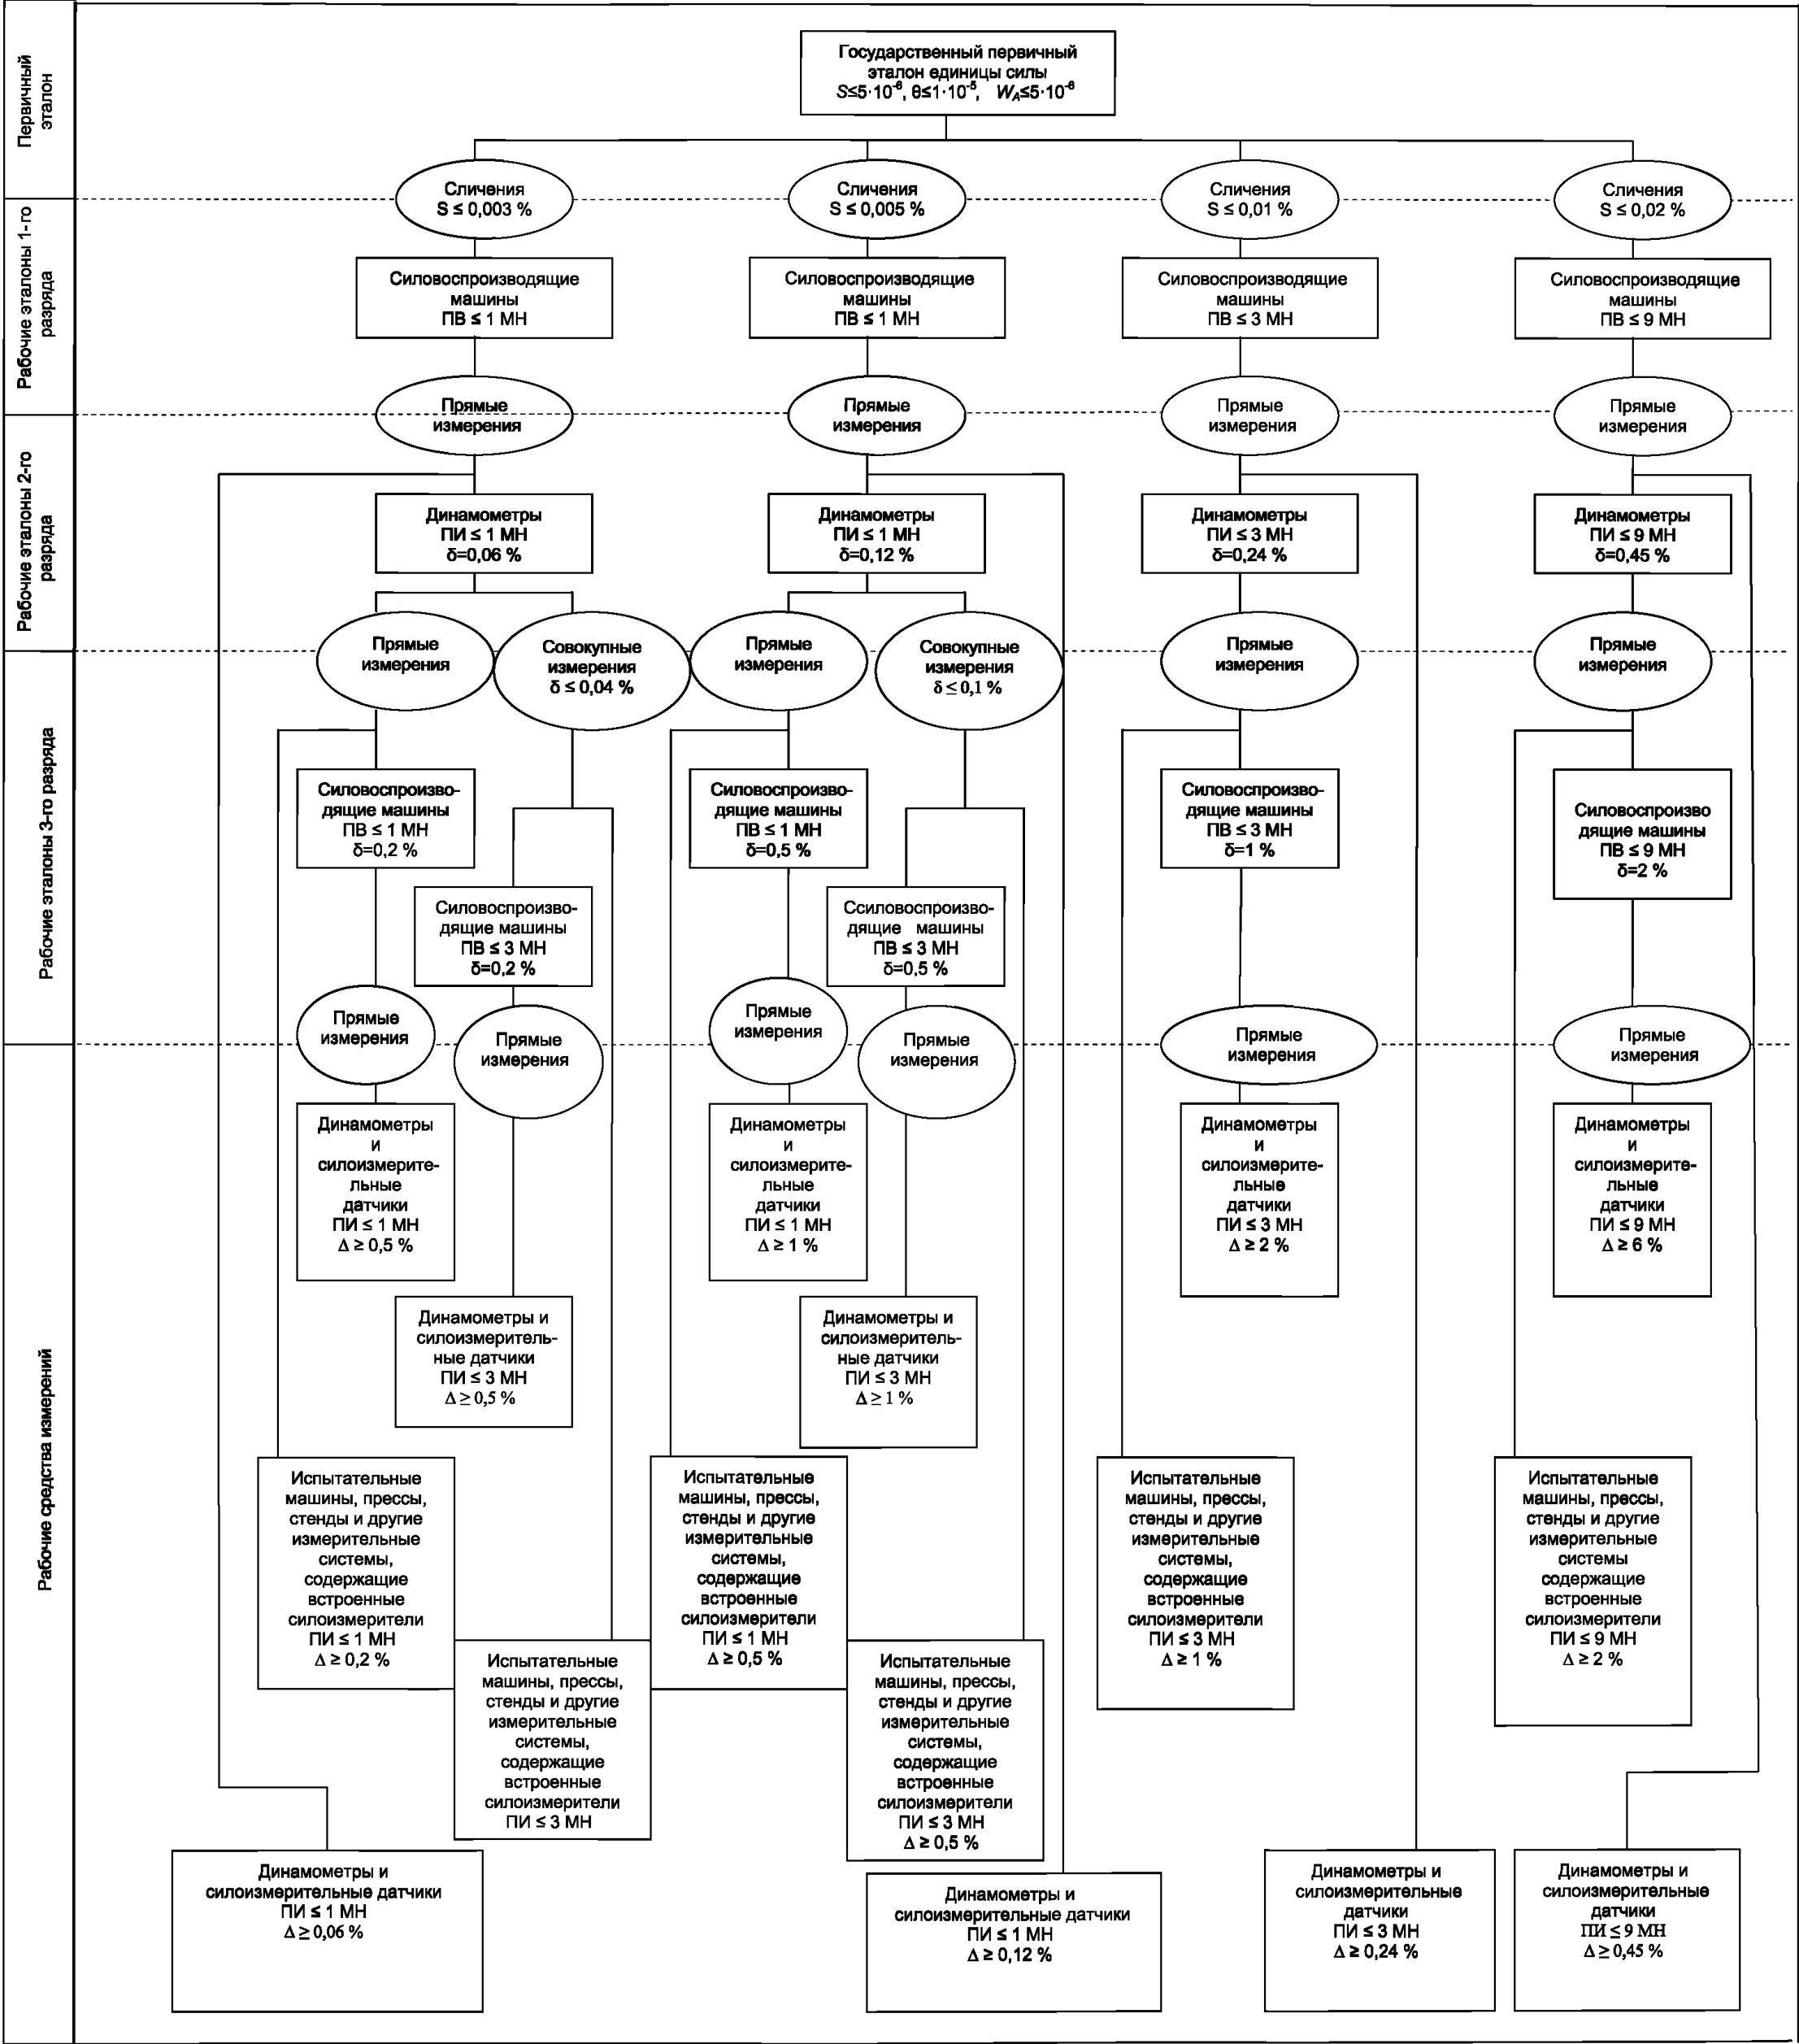 Первичный
эталон
Государственный первичный
эталон единицы силы
S≤5·10⁻⁶, θ≤1·10⁻⁵, W_A≤5·10⁻⁶
Сличения
S ≤ 0,003 %
Сличения
S ≤ 0,005 %
Сличения
S ≤ 0,01 %
Сличения
S ≤ 0,02 %
Рабочие эталоны 1-го
разряда
Силовоспроизводящие
машины
ПВ ≤ 1 МН
Силовоспроизводящие
машины
ПВ ≤ 1 МН
Силовоспроизводящие
машины
ПВ ≤ 3 МН
Силовоспроизводящие
машины
ПВ ≤ 9 МН
Прямые
измерения
Прямые
измерения
Прямые
измерения
Прямые
измерения
Рабочие эталоны 2-го
разряда
Динамометры
ПИ ≤ 1 МН
δ=0,06 %
Динамометры
ПИ ≤ 1 МН
δ=0,12 %
Динамометры
ПИ ≤ 3 МН
δ=0,24 %
Динамометры
ПИ ≤ 9 МН
δ=0,45 %
Прямые
измерения
Совокупные
измерения
δ ≤ 0,04 %
Прямые
измерения
Совокупные
измерения
δ ≤ 0,1 %
Прямые
измерения
Прямые
измерения
Рабочие эталоны 3-го разряда
Силовоспроизво-
дящие машины
ПВ ≤ 1 МН
δ=0,2 %
Силовоспроизво-
дящие машины
ПВ ≤ 1 МН
δ=0,5 %
Силовоспроизво-
дящие машины
ПВ ≤ 3 МН
δ=1 %
Силовоспроизво
дящие машины
ПВ ≤ 9 МН
δ=2 %
Силовоспроизво-
дящие машины
ПВ ≤ 3 МН
δ=0,2 %
Ссиловоспроизво-
дящие машины
ПВ ≤ 3 МН
δ=0,5 %
Прямые
измерения
Прямые
измерения
Прямые
измерения
Прямые
измерения
Прямые
измерения
Прямые
измерения
Рабочие средства измерений
Динамометры
и
силоизмерите-
льные
датчики
ПИ ≤ 1 МН
Δ ≥ 0,5 %
Динамометры
и
силоизмерите-
льные
датчики
ПИ ≤ 1 МН
Δ ≥ 1 %
Динамометры
и
силоизмерите-
льные
датчики
ПИ ≤ 3 МН
Δ ≥ 2 %
Динамометры
и
силоизмерите-
льные
датчики
ПИ ≤ 9 МН
Δ ≥ 6 %
Динамометры и
силоизмеритель-
ные датчики
ПИ ≤ 3 МН
Δ ≥ 0,5 %
Динамометры и
силоизмеритель-
ные датчики
ПИ ≤ 3 МН
Δ ≥ 1 %
Испытательные
машины, прессы,
стенды и другие
измерительные
системы,
содержащие
встроенные
силоизмерители
ПИ ≤ 1 МН
Δ ≥ 0,2 %
Испытательные
машины, прессы,
стенды и другие
измерительные
системы,
содержащие
встроенные
силоизмерители
ПИ ≤ 1 МН
Δ ≥ 0,5 %
Испытательные
машины, прессы,
стенды и другие
измерительные
системы,
содержащие
встроенные
силоизмерители
ПИ ≤ 3 МН
Δ ≥ 1 %
Испытательные
машины, прессы,
стенды и другие
измерительные
системы
содержащие
встроенные
силоизмерители
ПИ ≤ 9 МН
Δ ≥ 2 %
Испытательные
машины, прессы,
стенды и другие
измерительные
системы,
содержащие
встроенные
силоизмерители
ПИ ≤ 3 МН
Испытательные
машины, прессы,
стенды и другие
измерительные
системы,
содержащие
встроенные
силоизмерители
ПИ ≤ 3 МН
Δ ≥ 0,5 %
Динамометры и
силоизмерительные датчики
ПИ ≤ 1 МН
Δ ≥ 0,06 %
Динамометры и
силоизмерительные датчики
ПИ ≤ 1 МН
Δ ≥ 0,12 %
Динамометры и
силоизмерительные
датчики
ПИ ≤ 3 МН
Δ ≥ 0,24 %
Динамометры и
силоизмерительные
датчики
ПИ ≤ 9 МН
Δ ≥ 0,45 %